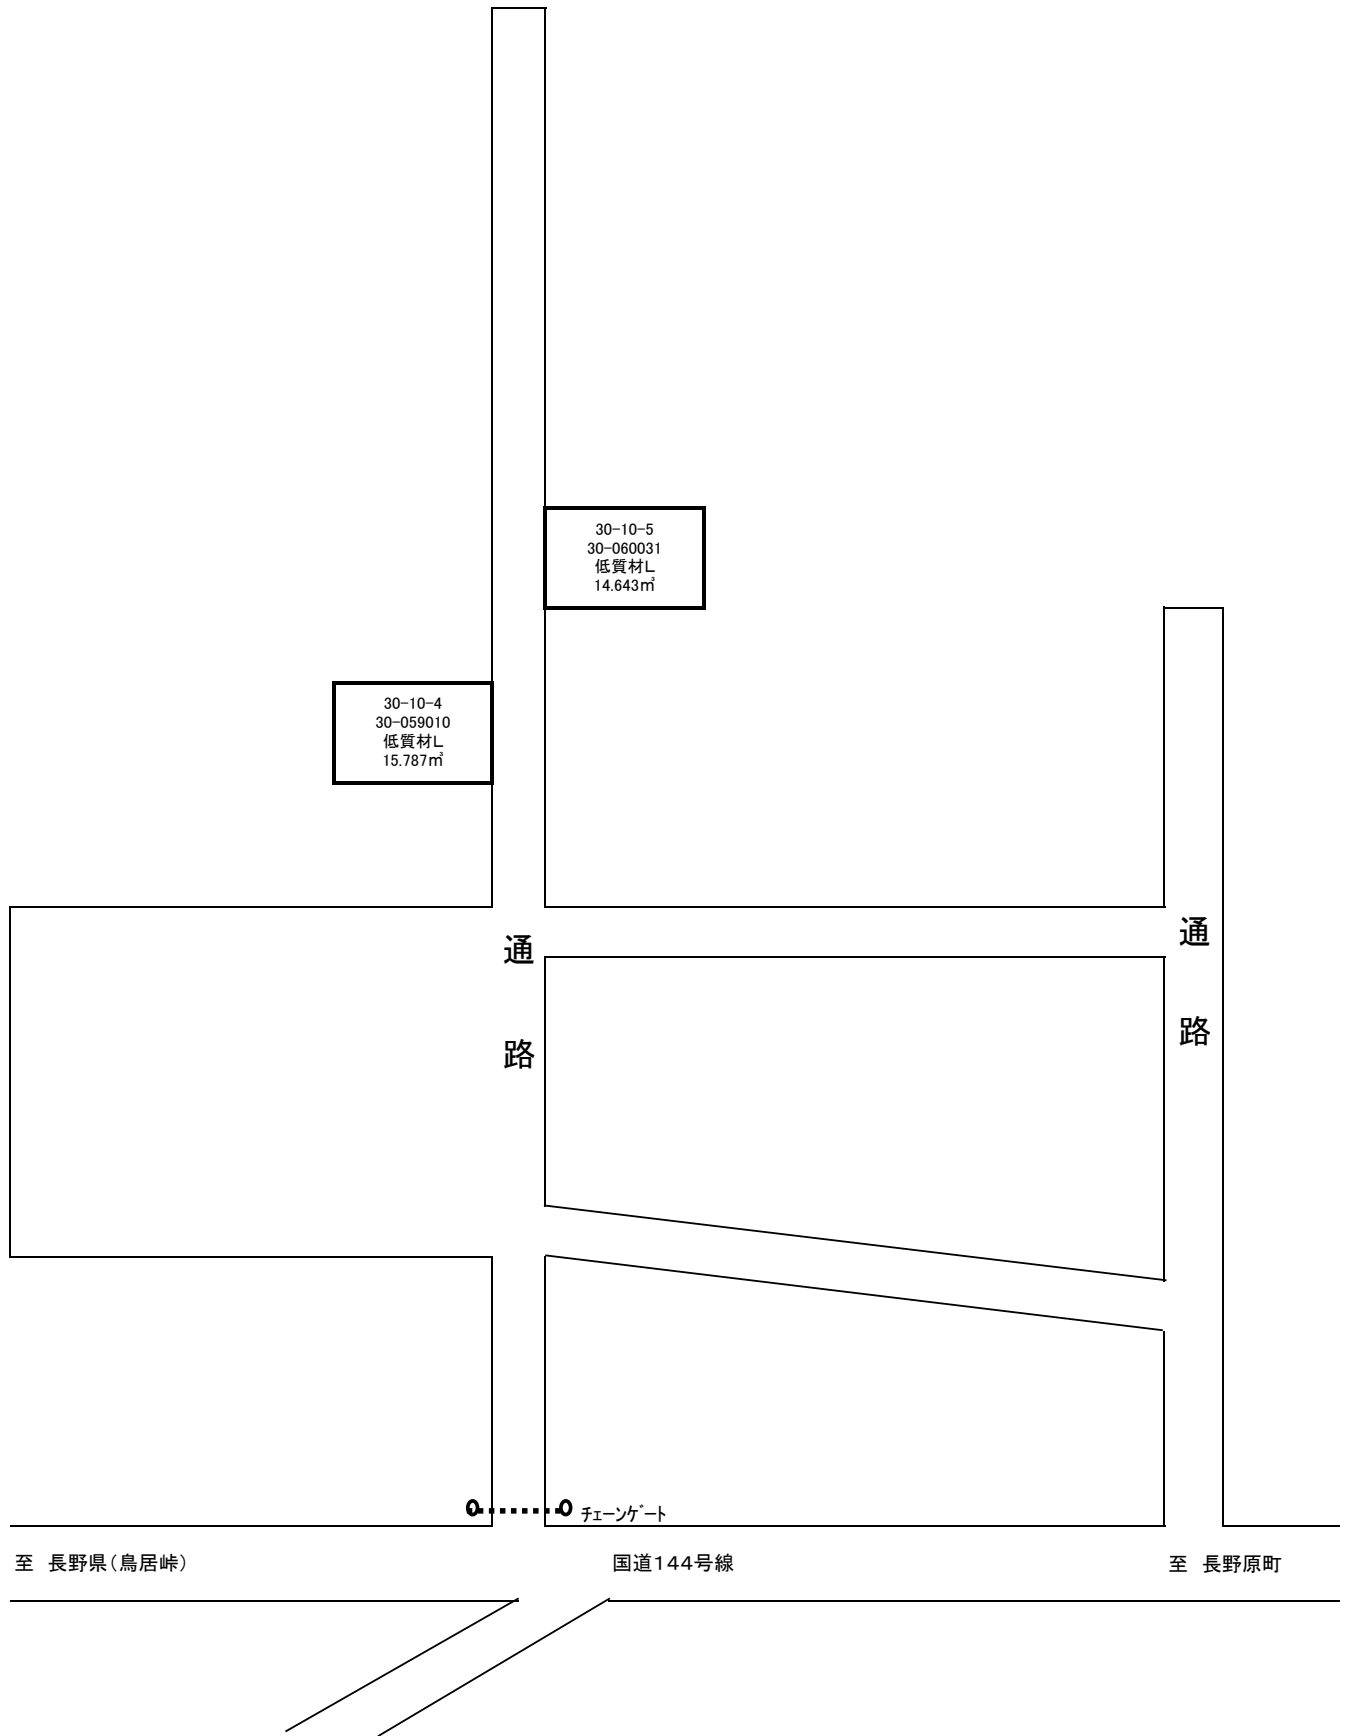 30-10-5
30-060031
低質材L
14.643㎥
30-10-4
30-059010
低質材L
15.787㎥
通
路
通
路
チェーンゲート
至 長野県(鳥居峠)
国道144号線
至 長野原町